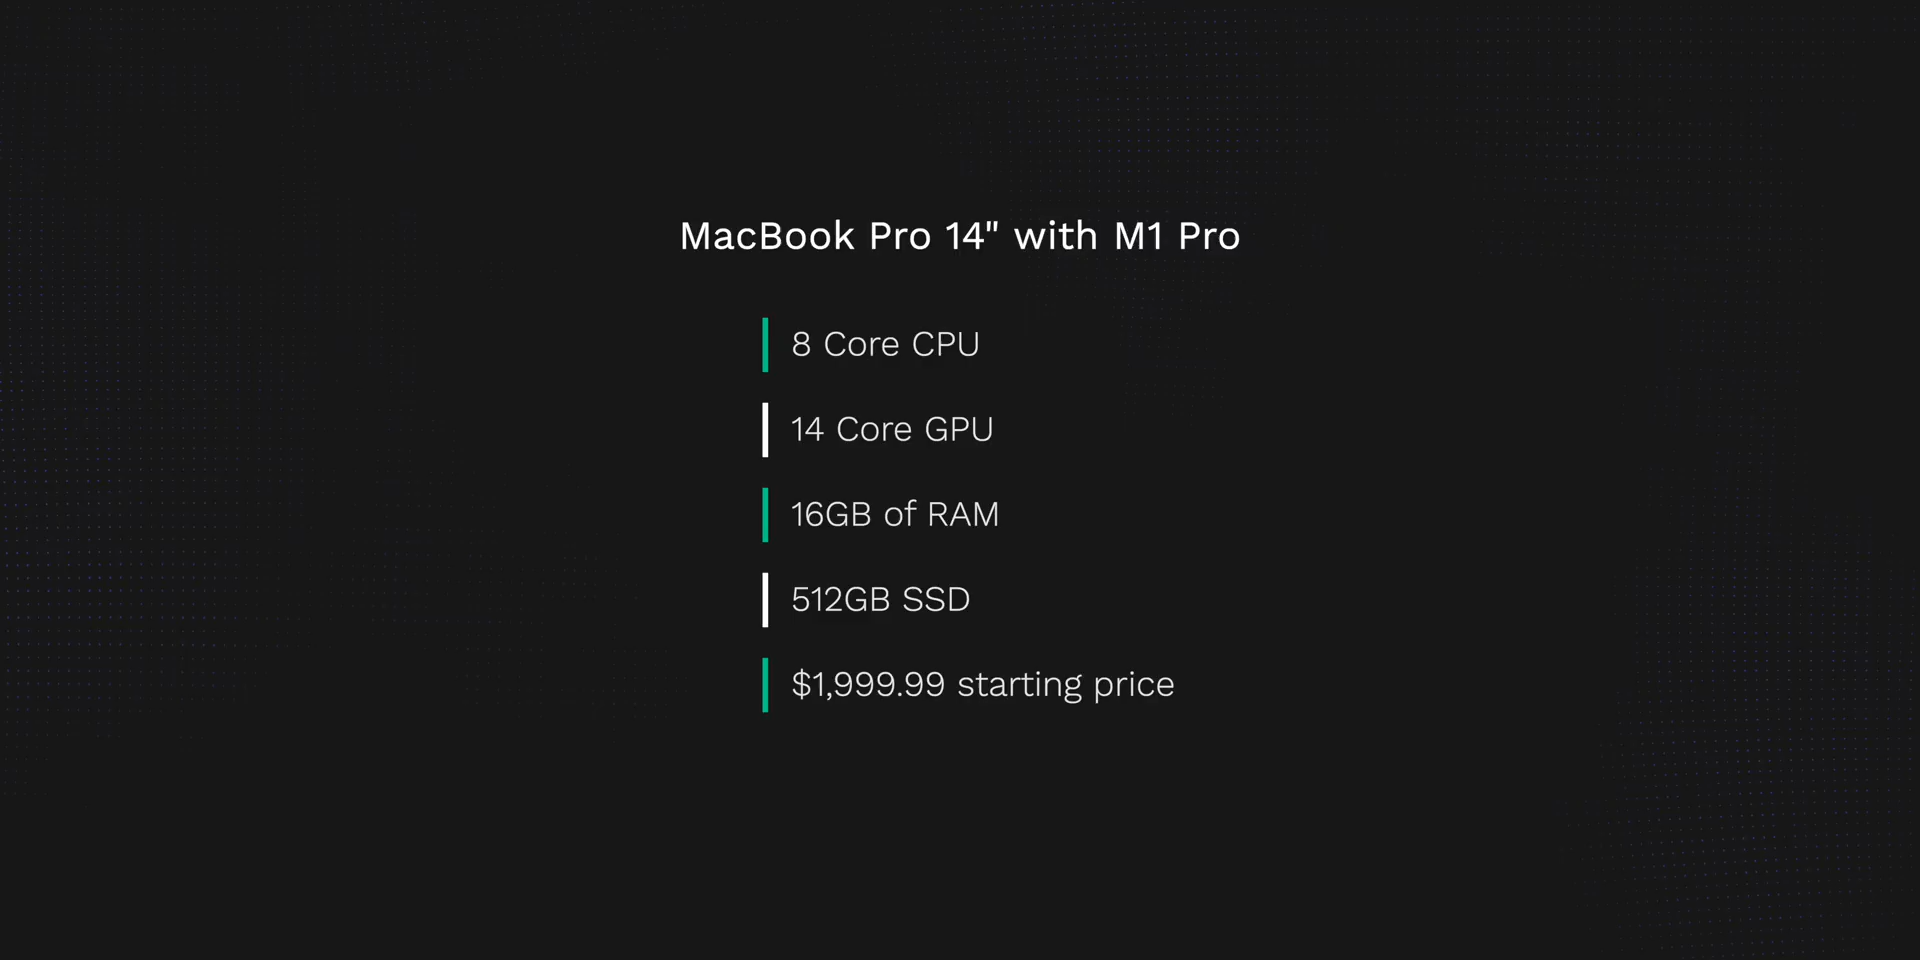 MacBook Pro 14" with M1 Pro
8 Core CPU
14 Core GPU
16GB of RAM
512GB SSD
$1,999.99 starting price